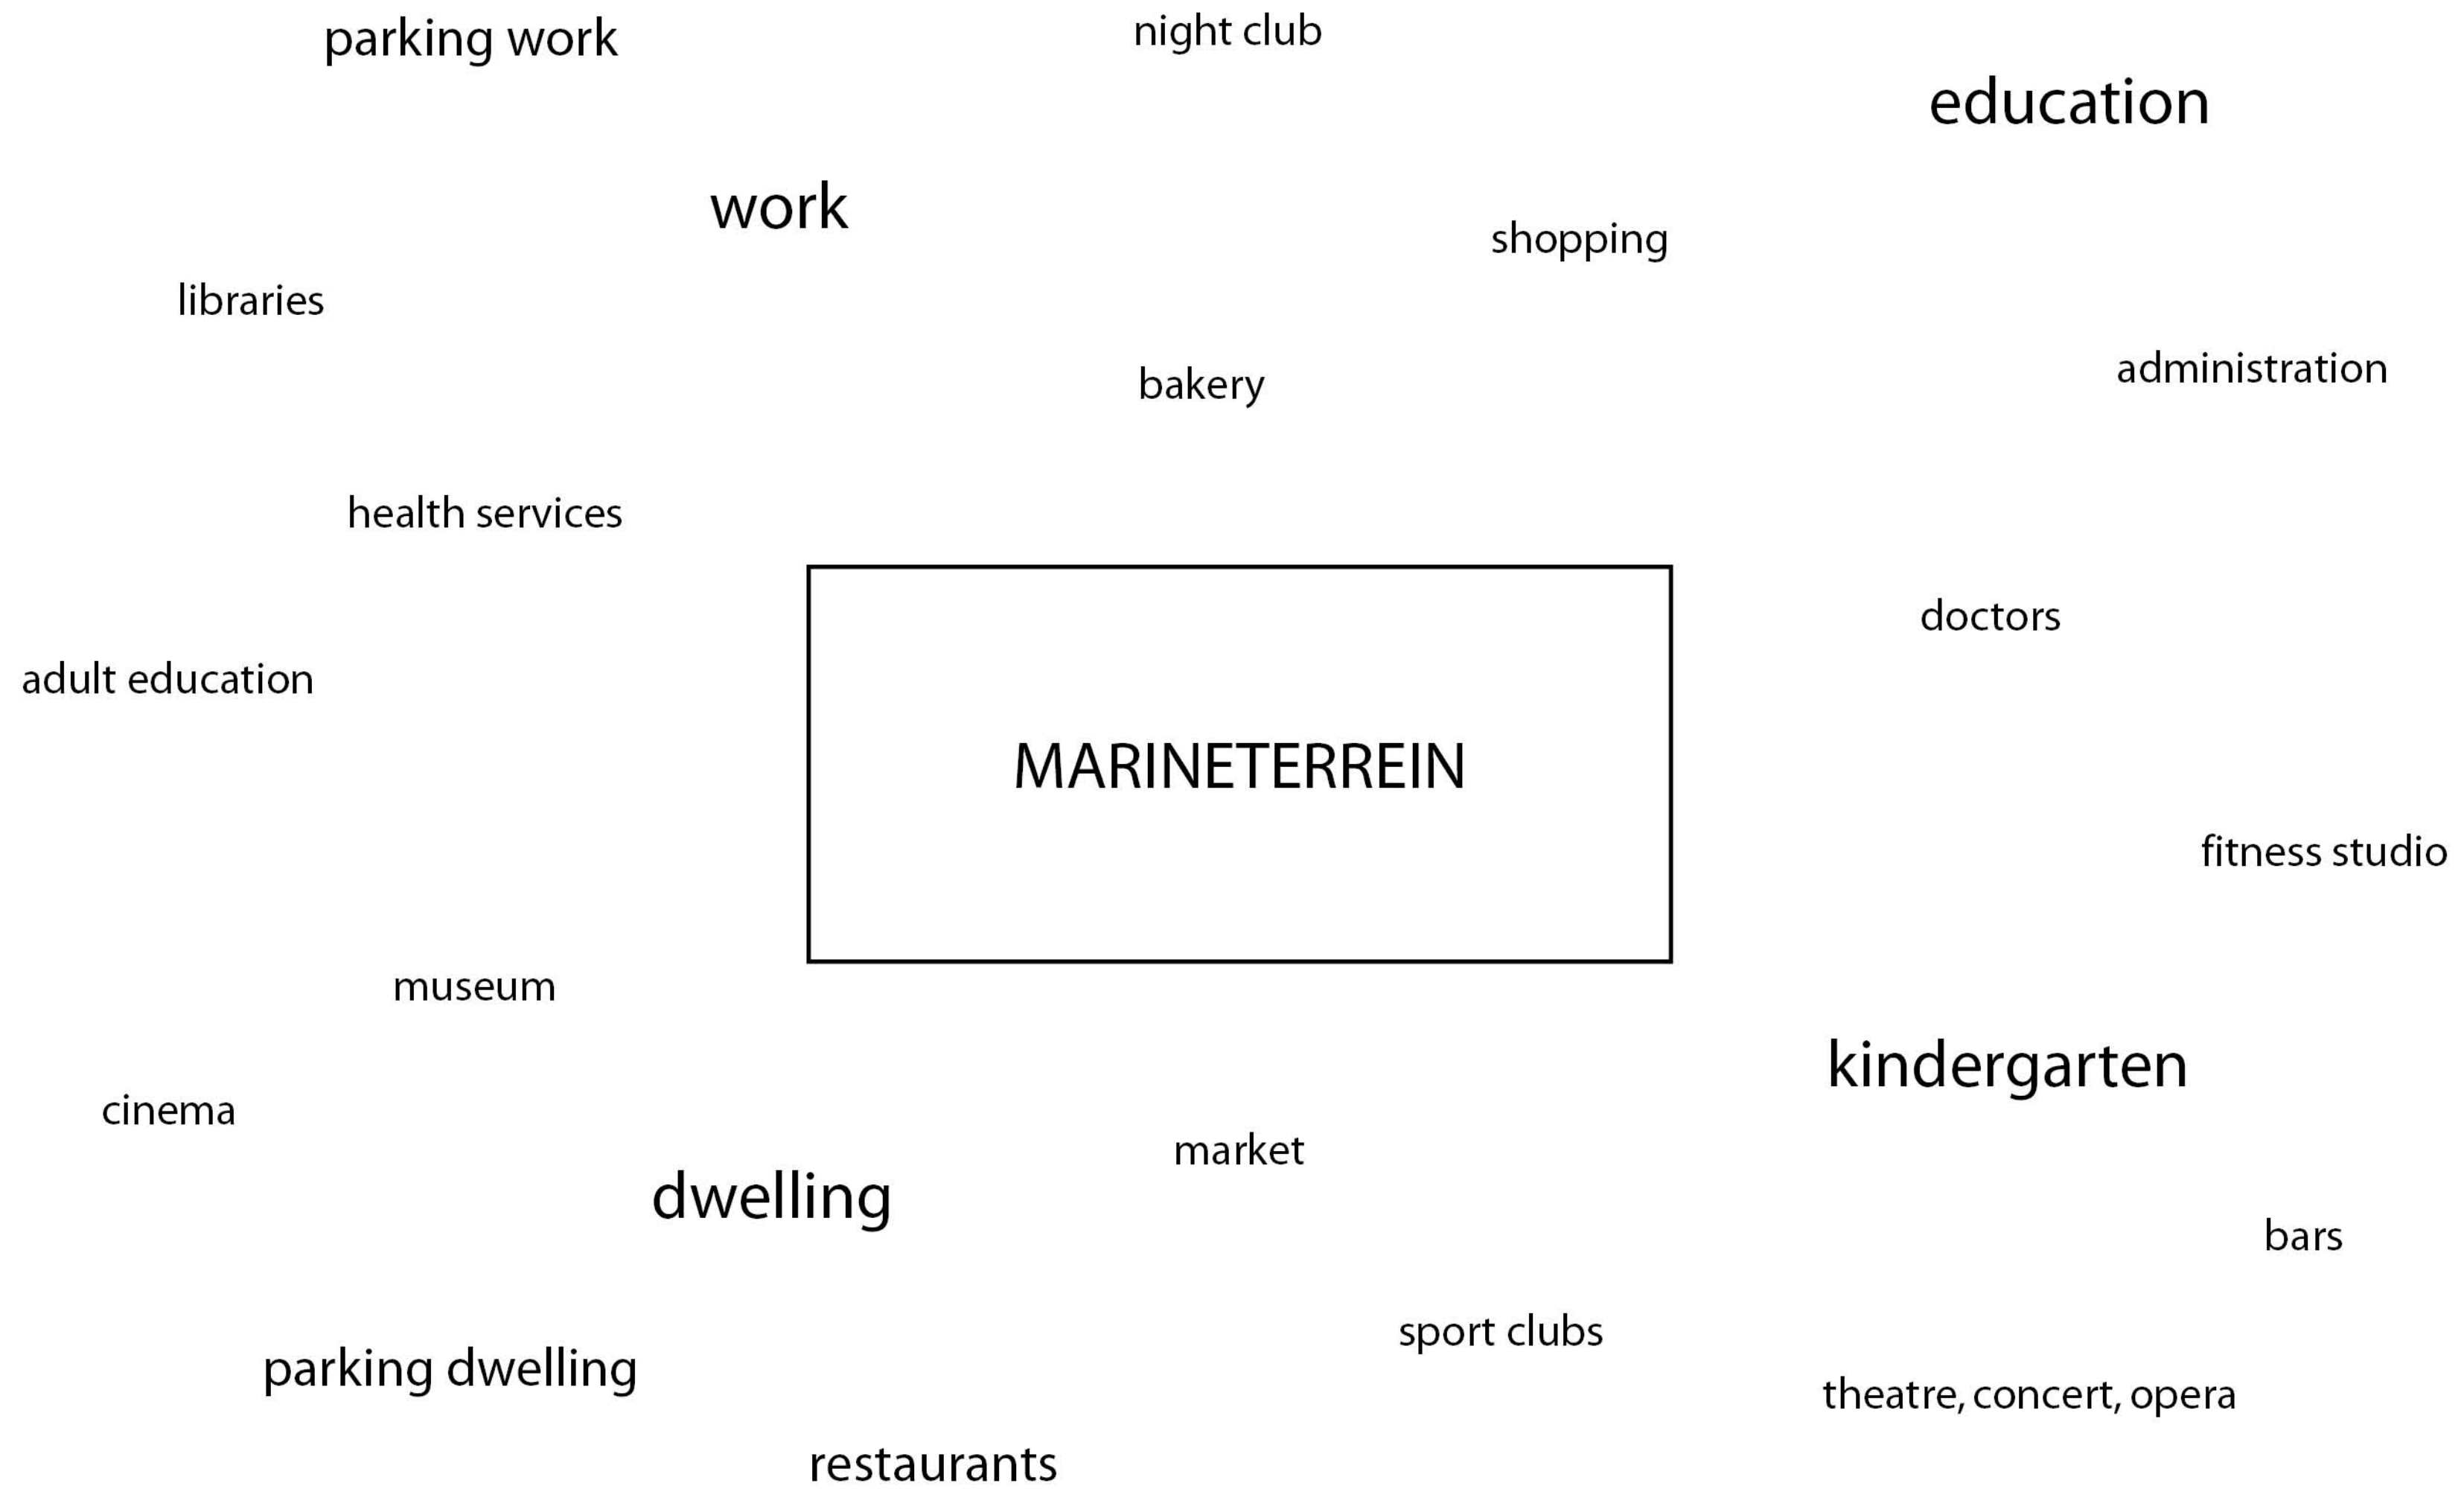 parking work
night club
education
work
shopping
libraries
administration
bakery
health services
doctors
adult education
MARINETERREIN
fitness studio
museum
kindergarten
cinema
market
dwelling
bars
sport clubs
parking dwelling
theatre, concert, opera
restaurants